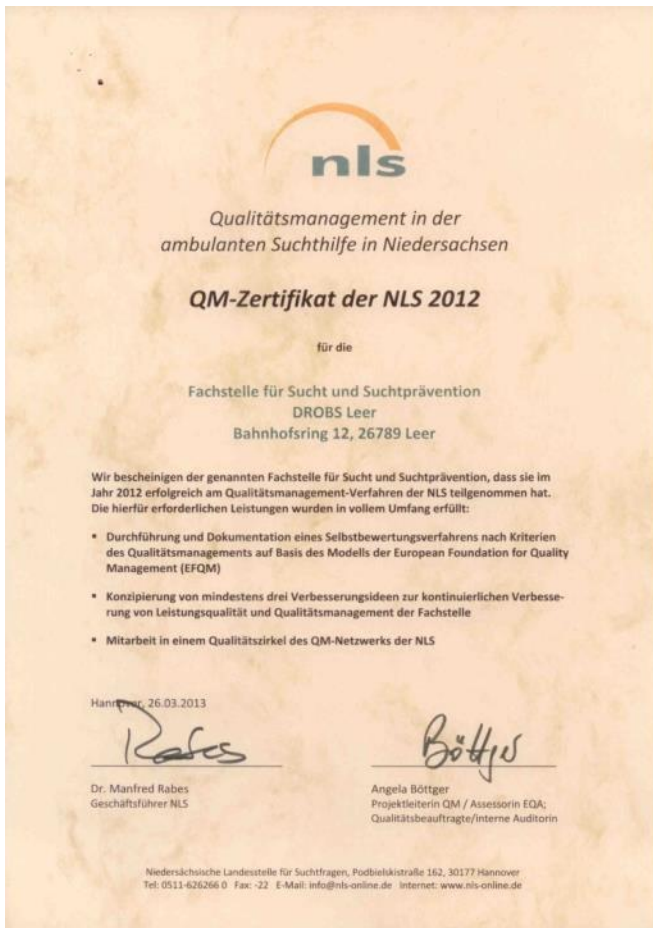 nls
Qualitätsmanagement in der
ambulanten Suchthilfe in Niedersachsen
QM-Zertifikat der NLS 2012
für die
Fachstelle für Sucht und Suchtprävention
DROBS Leer
Bahnhofsring 12, 26789 Leer
Wir bescheinigen der genannten Fachstelle für Sucht und Suchtprävention, dass sie im
Jahr 2012 erfolgreich am Qualitätsmanagement-Verfahren der NLS teilgenommen hat.
Die hierfür erforderlichen Leistungen wurden in vollem Umfang erfüllt:
▪ Durchführung und Dokumentation eines Selbstbewertungsverfahrens nach Kriterien
des Qualitätsmanagements auf Basis des Modells der European Foundation for Quality
Management (EFQM)
▪ Konzipierung von mindestens drei Verbesserungsideen zur kontinuierlichen Verbesse-
rung von Leistungsqualität und Qualitätsmanagement der Fachstelle
▪ Mitarbeit in einem Qualitätszirkel des QM-Netzwerks der NLS
Hannover, 26.03.2013
Rabes
Böttger
Dr. Manfred Rabes
Geschäftsführer NLS
Angela Böttger
Projektleiterin QM / Assessorin EQA;
Qualitätsbeauftragte/interne Auditorin
Niedersächsische Landesstelle für Suchtfragen, Podbielskistraße 162, 30177 Hannover
Tel: 0511-626266 0 Fax: -22 E-Mail: info@nls-online.de Internet: www.nls-online.de